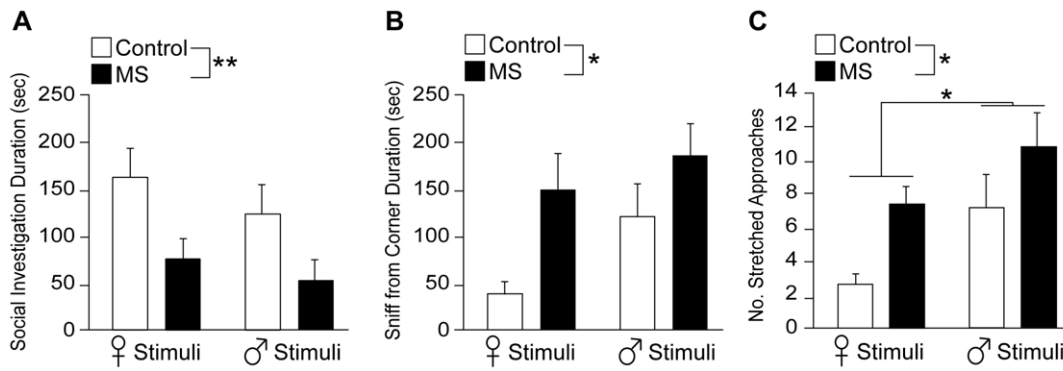 A
Control
MS
**
Social Investigation Duration (sec)
250
200
150
100
50
0
♀ Stimuli
♂ Stimuli
B
Control
MS
*
Sniff from Corner Duration (sec)
250
200
150
100
50
0
♀ Stimuli
♂ Stimuli
C
Control
MS
*
*
No. Stretched Approaches
14
12
10
8
6
4
2
0
♀ Stimuli
♂ Stimuli